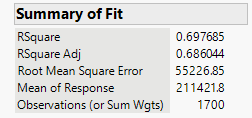 Summary of Fit
RSquare 0.697685
RSquare Adj 0.686044
Root Mean Square Error 55226.85
Mean of Response 211421.8
Observations (or Sum Wgts) 1700